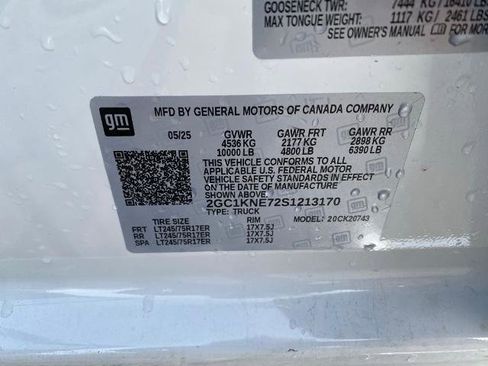 GOOSENECK TWR: 7444 KG / 16410 LBS
MAX TONGUE WEIGHT: 1117 KG / 2461 LBS
SEE OWNER'S MANUAL FOR MORE
gm
MFD BY GENERAL MOTORS OF CANADA COMPANY
05/25 GVWR GAWR FRT GAWR RR
4536 KG 2177 KG 2898 KG
10000 LB 4800 LB 6390 LB
THIS VEHICLE CONFORMS TO ALL
APPLICABLE U.S. FEDERAL MOTOR
VEHICLE SAFETY STANDARDS IN
EFFECT ON THE DATE OF
MANUFACTURE SHOWN ABOVE.
2GC1KNE72S1213170
TYPE: TRUCK MODEL: 20CK20743
TIRE SIZE RIM
FRT LT245/75R17ER 17X7.5J
RR LT245/75R17ER 17X7.5J
SPA LT245/75R17ER 17X7.5J